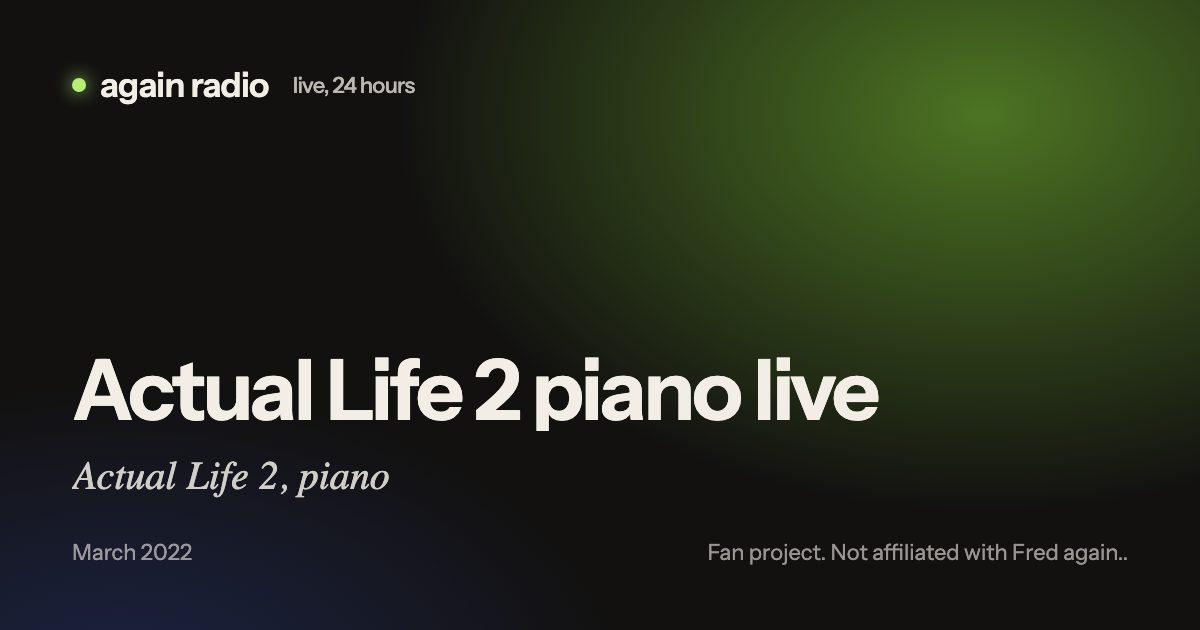 again radio live, 24 hours
Actual Life 2 piano live
Actual Life 2, piano
March 2022
Fan project. Not affiliated with Fred again..